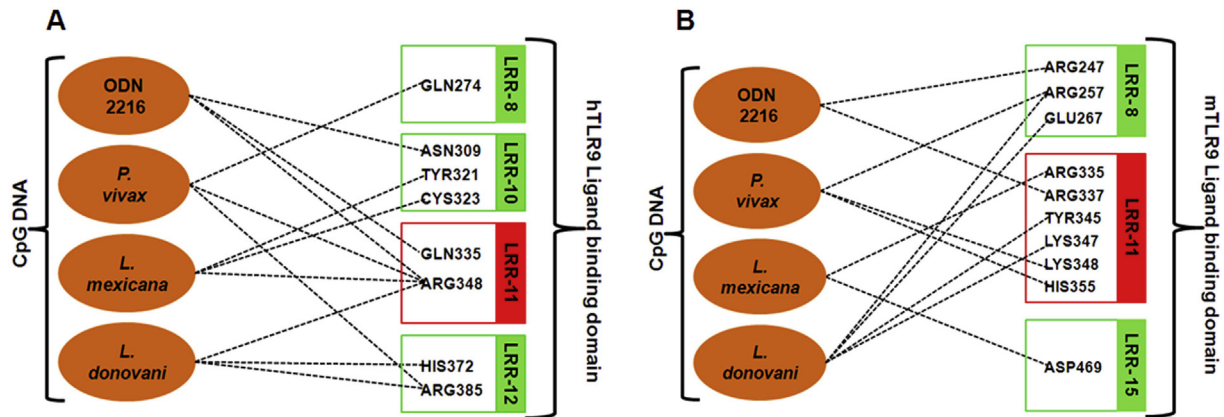 A
CpG DNA
ODN
2216
P.
vivax
L.
mexicana
L.
donovani
GLN274
LRR-8
ASN309
TYR321
CYS323
LRR-10
GLN335
ARG348
LRR-11
HIS372
ARG385
LRR-12
hTLR9 Ligand binding domain
B
CpG DNA
ODN
2216
P.
vivax
L.
mexicana
L.
donovani
ARG247
ARG257
GLU267
LRR-8
ARG335
ARG337
TYR345
LYS347
LYS348
HIS355
LRR-11
ASP469
LRR-15
mTLR9 Ligand binding domain